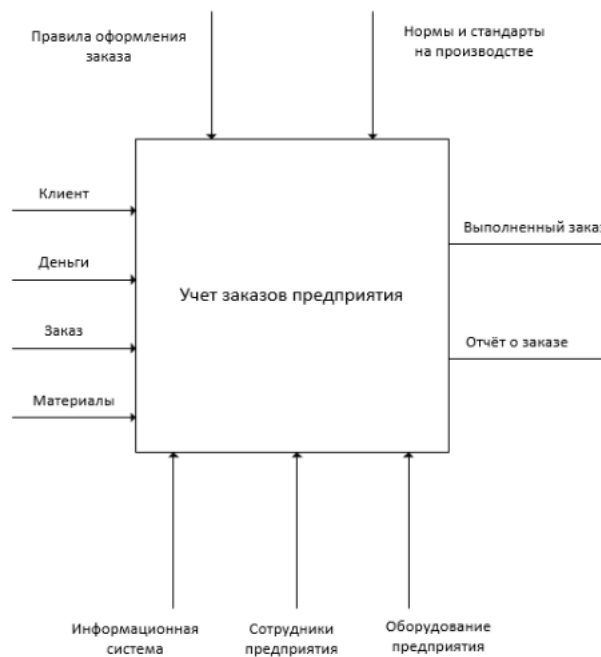 Правила оформления
заказа
Нормы и стандарты
на производстве
Клиент
Деньги
Заказ
Материалы
Учет заказов предприятия
Выполненный заказ
Отчёт о заказе
Информационная
система
Сотрудники
предприятия
Оборудование
предприятия